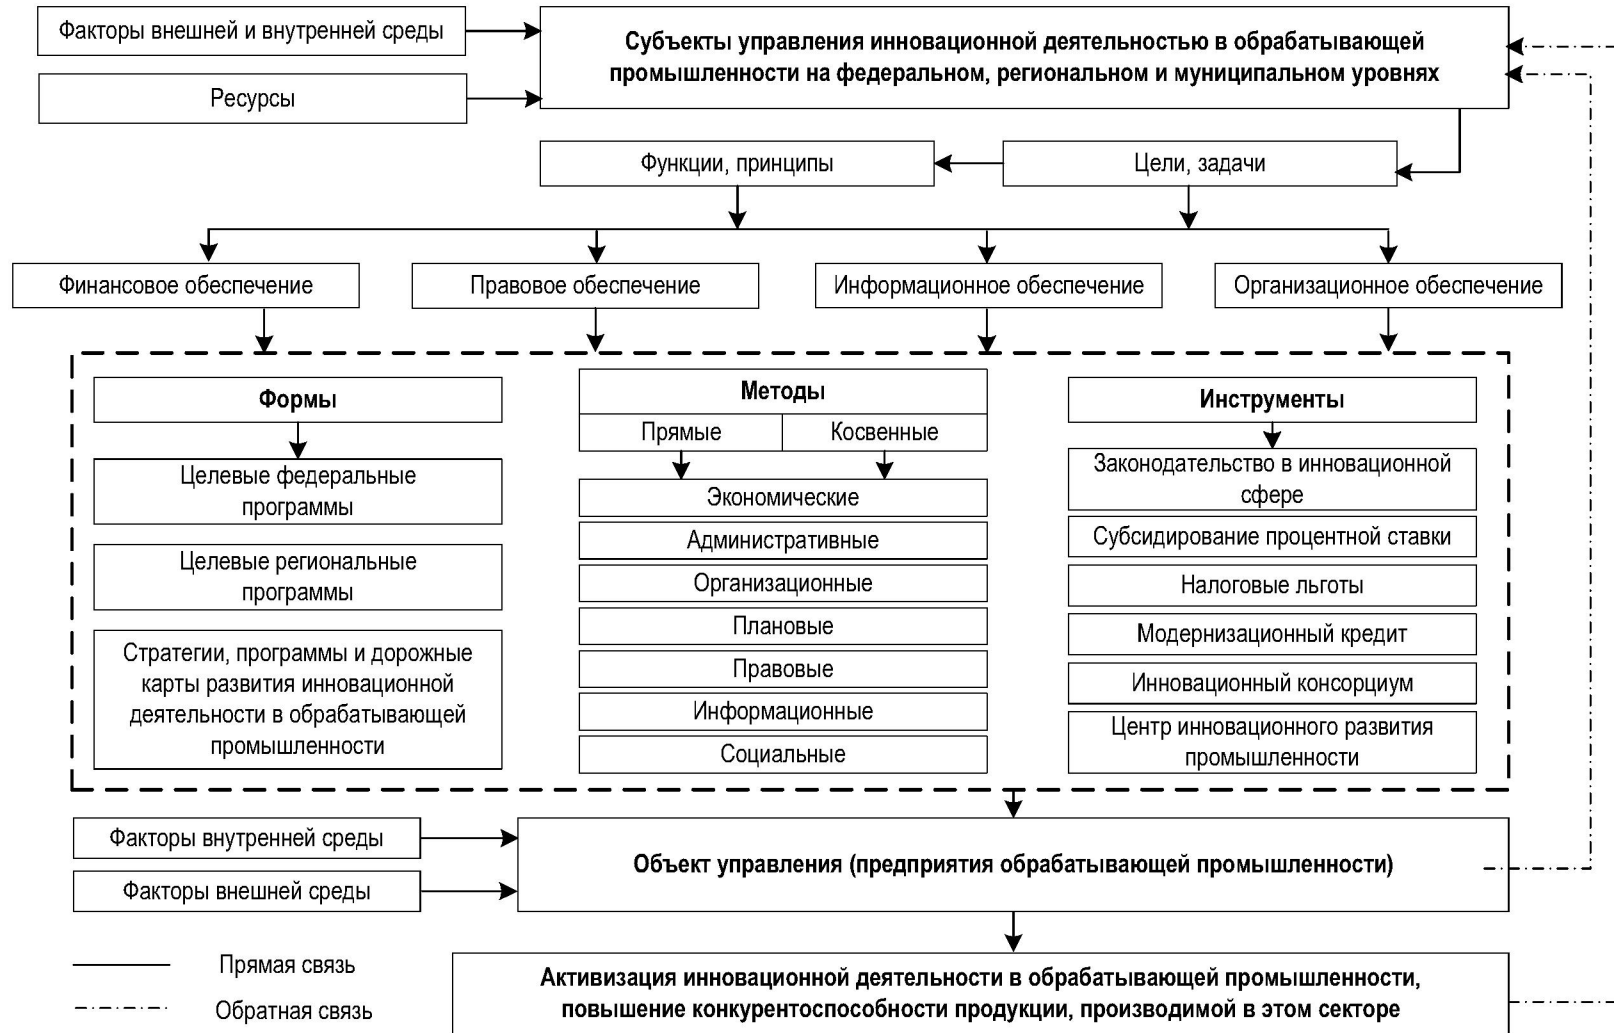 Факторы внешней и внутренней среды
Ресурсы
Субъекты управления инновационной деятельностью в обрабатывающей
промышленности на федеральном, региональном и муниципальном уровнях
Функции, принципы
Цели, задачи
Финансовое обеспечение
Правовое обеспечение
Информационное обеспечение
Организационное обеспечение
Формы
Целевые федеральные
программы
Целевые региональные
программы
Стратегии, программы и дорожные
карты развития инновационной
деятельности в обрабатывающей
промышленности
Методы
Прямые
Косвенные
Экономические
Административные
Организационные
Плановые
Правовые
Информационные
Социальные
Инструменты
Законодательство в инновационной
сфере
Субсидирование процентной ставки
Налоговые льготы
Модернизационный кредит
Инновационный консорциум
Центр инновационного развития
промышленности
Факторы внутренней среды
Факторы внешней среды
Объект управления (предприятия обрабатывающей промышленности)
Прямая связь
Обратная связь
Активизация инновационной деятельности в обрабатывающей промышленности,
повышение конкурентоспособности продукции, производимой в этом секторе